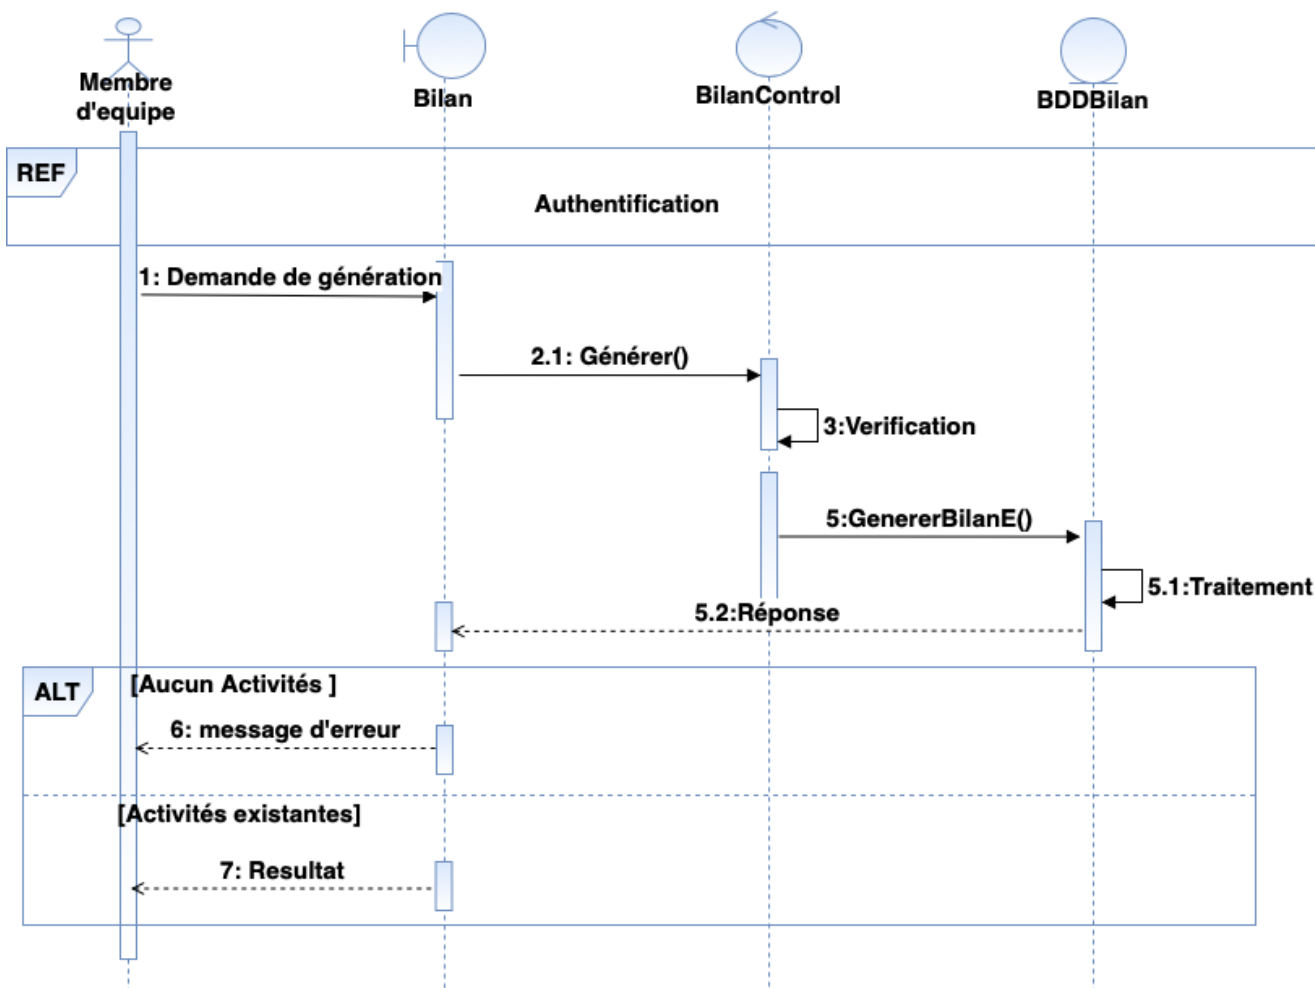 Membre
d'equipe
Bilan
BilanControl
BDDBilan
REF
Authentification
1: Demande de génération
2.1: Générer()
3:Verification
5:GenererBilanE()
5.1:Traitement
5.2:Réponse
ALT
[Aucun Activités ]
6: message d'erreur
[Activités existantes]
7: Resultat